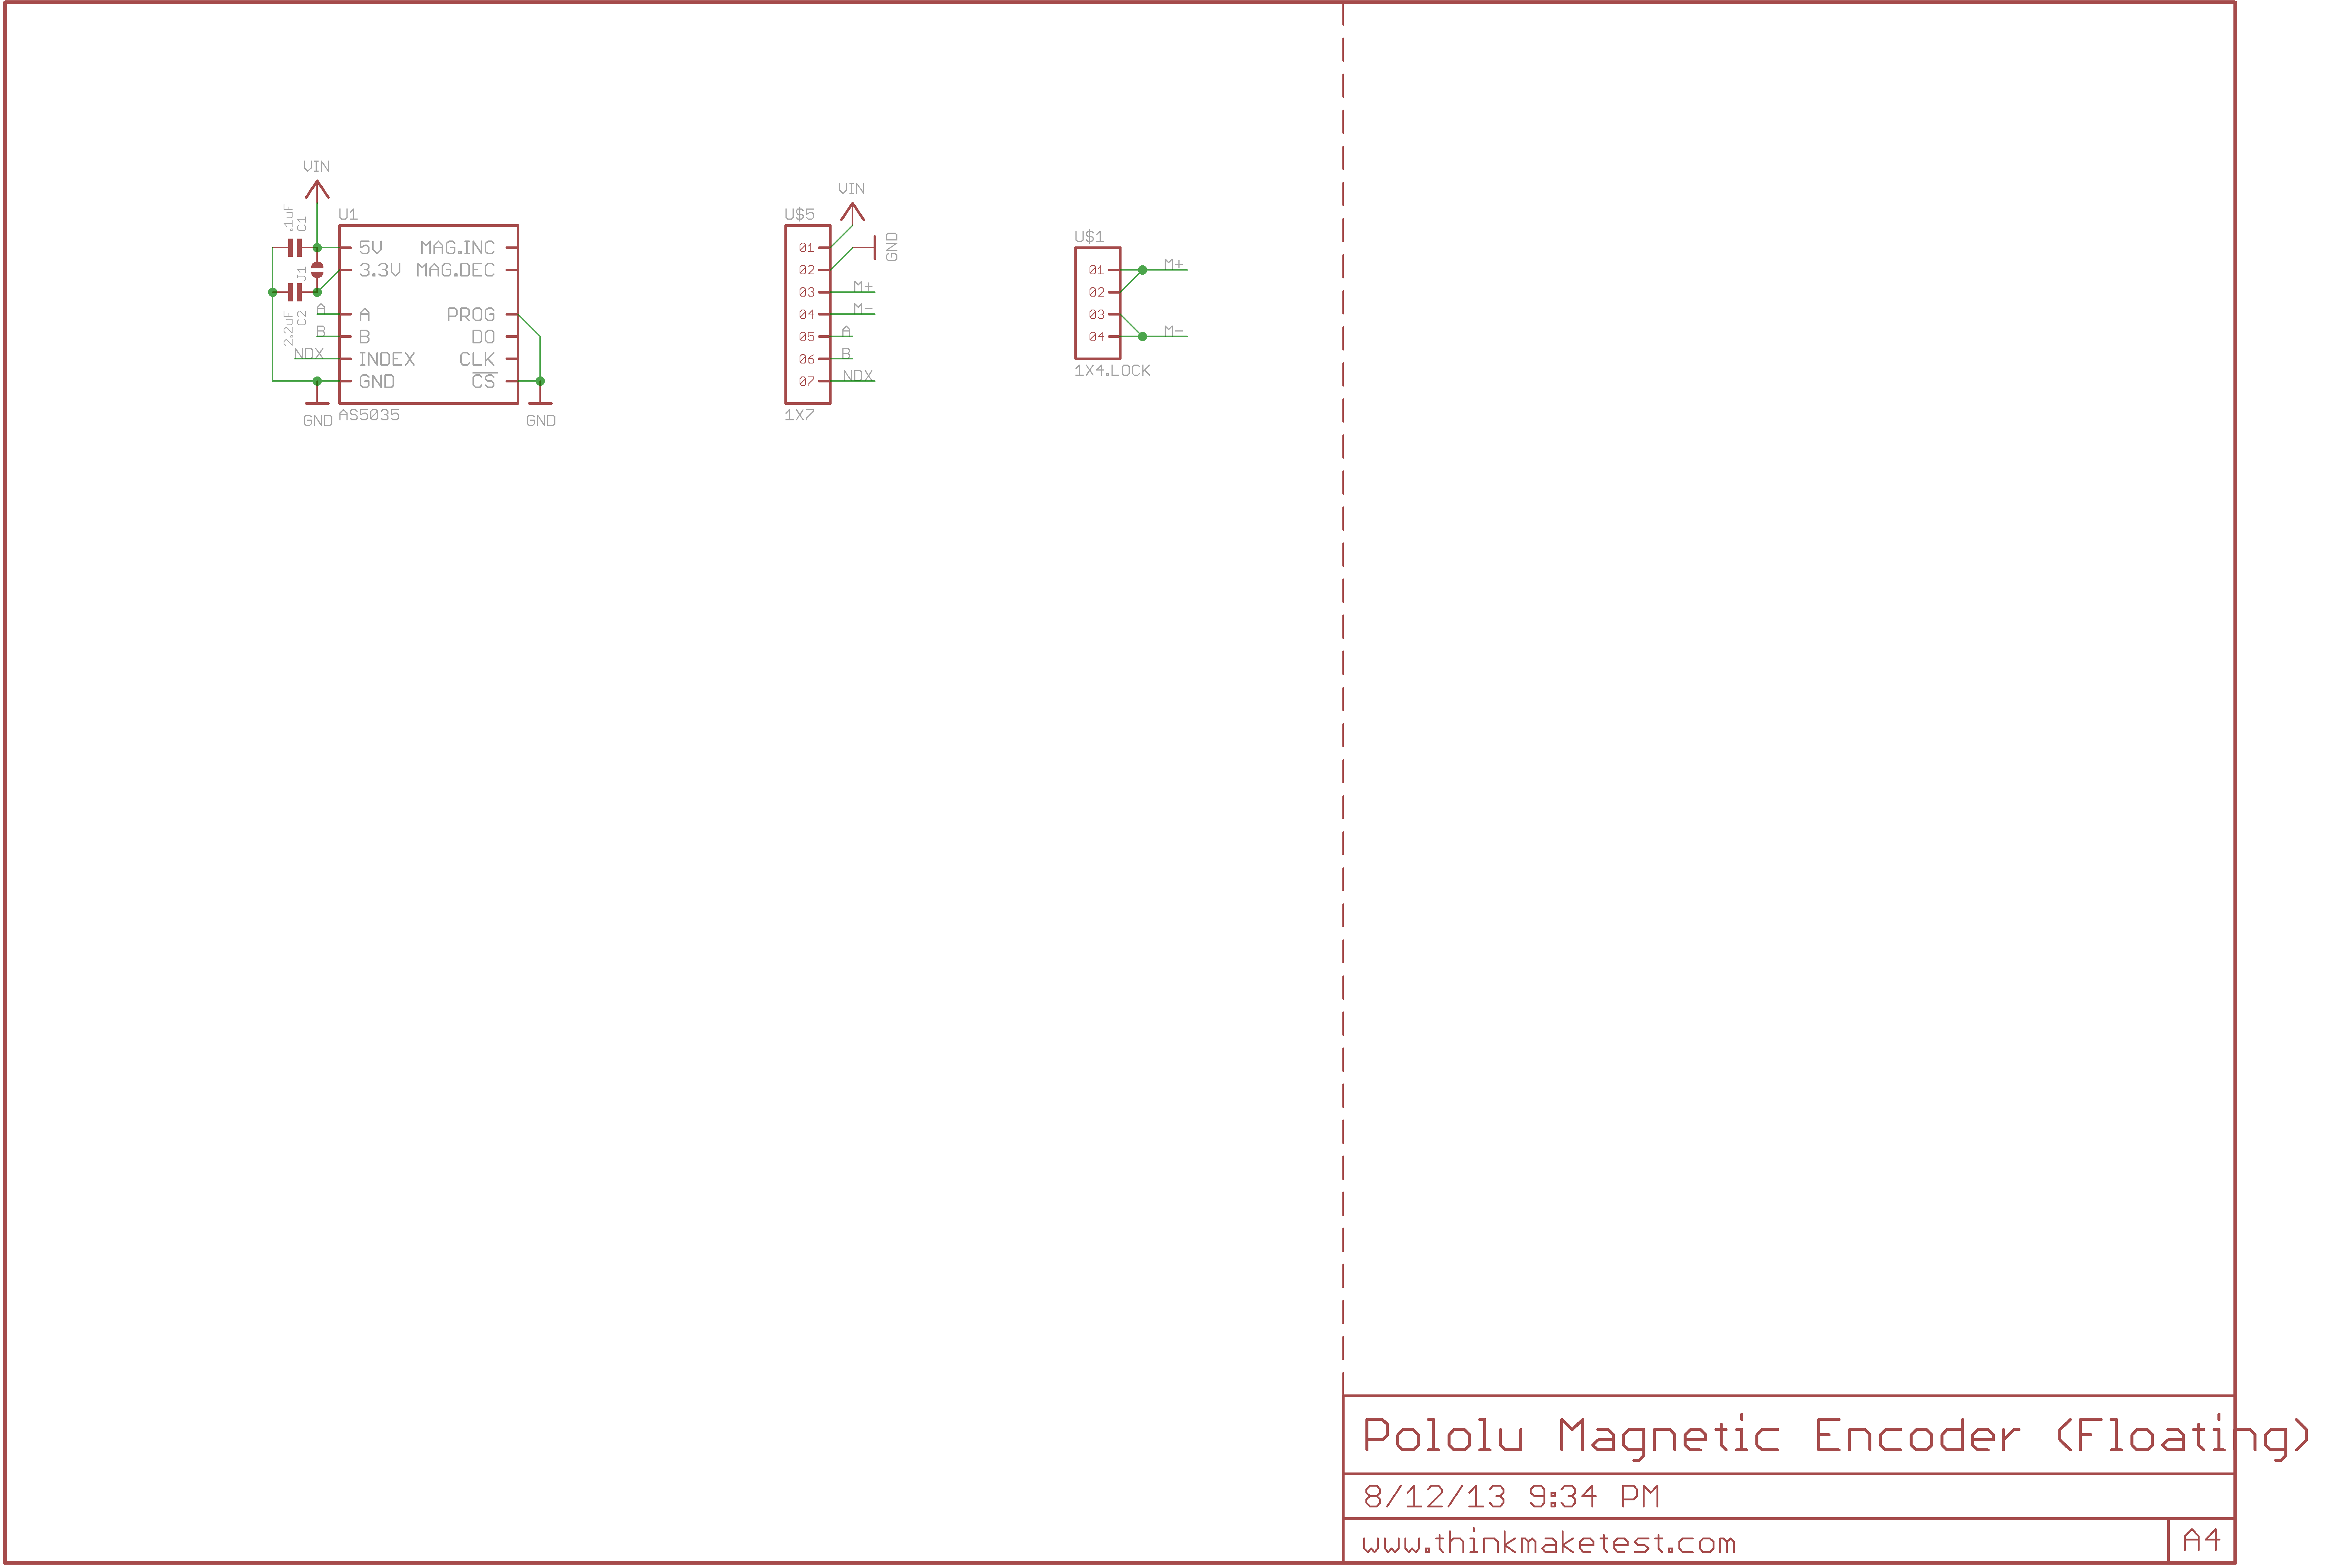 VIN
.1uF
C1
J1
2.2uF
C2
U1
5V MAG.INC
3.3V MAG.DEC
A A PROG
B B DO
NDX INDEX CLK
GND CS
GND AS5035 GND
VIN
GND
U$5
01
02
03 M+
04 M-
05 A
06 B
07 NDX
1X7
U$1
01 M+
02
03
04 M-
1X4.LOCK
Pololu Magnetic Encoder (Floating)
8/12/13 9:34 PM
www.thinkmaketest.com A4